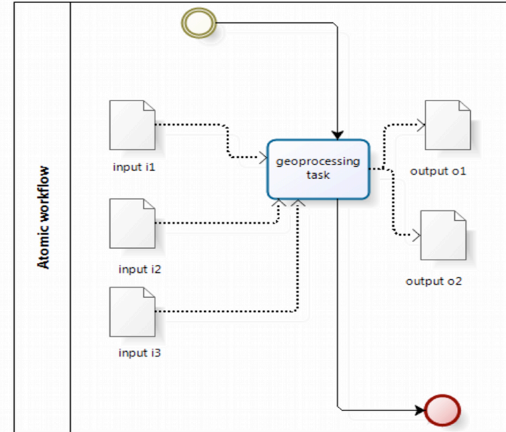 Atomic workflow
input i1
geoprocessing
task
output o1
input i2
output o2
input i3